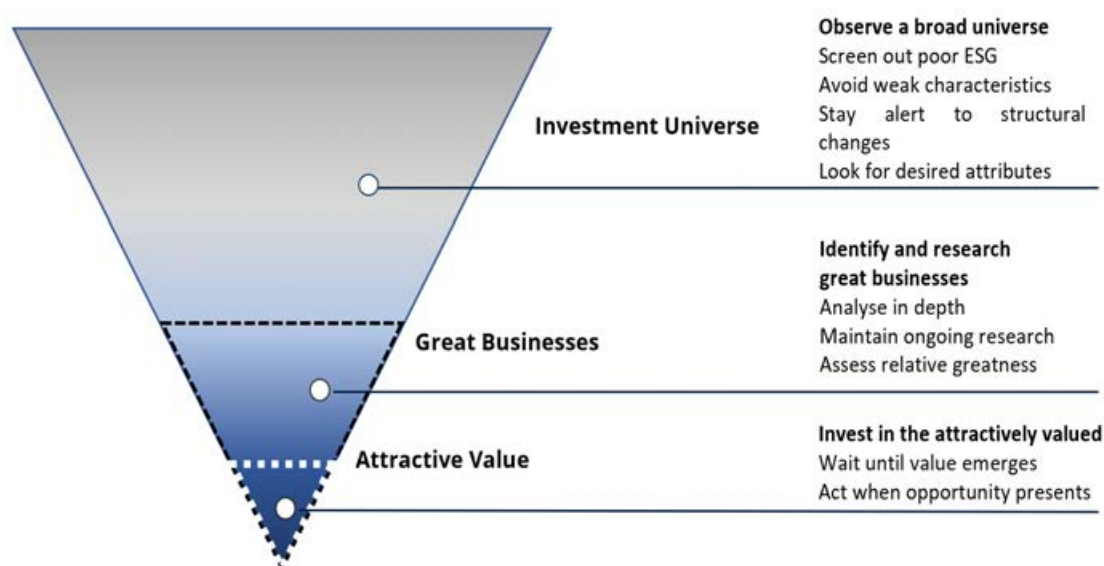 Observe a broad universe
Screen out poor ESG
Avoid weak characteristics
Investment Universe
Stay alert to structural
changes
Look for desired attributes
Identify and research
great businesses
Great Businesses
Analyse in depth
Maintain ongoing research
Assess relative greatness
Attractive Value
Invest in the attractively valued
Wait until value emerges
Act when opportunity presents